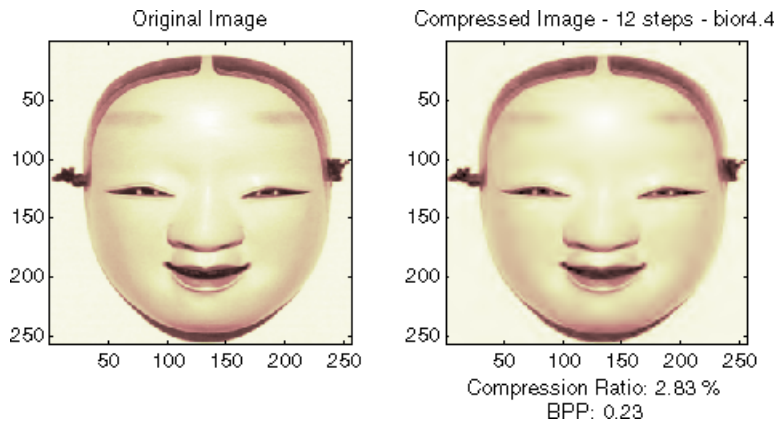 Original Image
Compressed Image - 12 steps - bior4.4
50
100
150
200
250
50 100 150 200 250
50
100
150
200
250
50 100 150 200 250
Compression Ratio: 2.83 %
BPP: 0.23